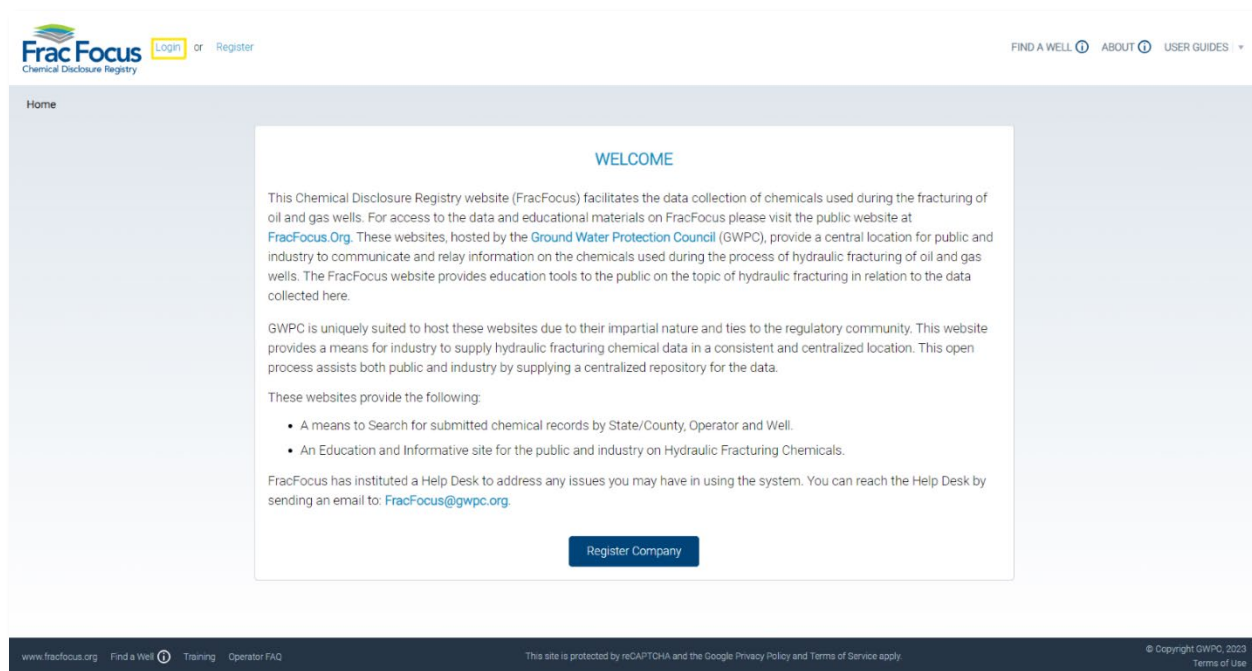 Frac Focus
Chemical Disclosure Registry
Login or Register
FIND A WELL ABOUT USER GUIDES
Home
WELCOME
This Chemical Disclosure Registry website (FracFocus) facilitates the data collection of chemicals used during the fracturing of
oil and gas wells. For access to the data and educational materials on FracFocus please visit the public website at
FracFocus.Org. These websites, hosted by the Ground Water Protection Council (GWPC), provide a central location for public and
industry to communicate and relay information on the chemicals used during the process of hydraulic fracturing of oil and gas
wells. The FracFocus website provides education tools to the public on the topic of hydraulic fracturing in relation to the data
collected here.
GWPC is uniquely suited to host these websites due to their impartial nature and ties to the regulatory community. This website
provides a means for industry to supply hydraulic fracturing chemical data in a consistent and centralized location. This open
process assists both public and industry by supplying a centralized repository for the data.
These websites provide the following:
• A means to Search for submitted chemical records by State/County, Operator and Well.
• An Education and Informative site for the public and industry on Hydraulic Fracturing Chemicals.
FracFocus has instituted a Help Desk to address any issues you may have in using the system. You can reach the Help Desk by
sending an email to: FracFocus@gwpc.org.
Register Company
www.fracfocus.org Find a Well Training Operator FAQ
This site is protected by reCAPTCHA and the Google Privacy Policy and Terms of Service apply.
© Copyright GWPC, 2023
Terms of Use